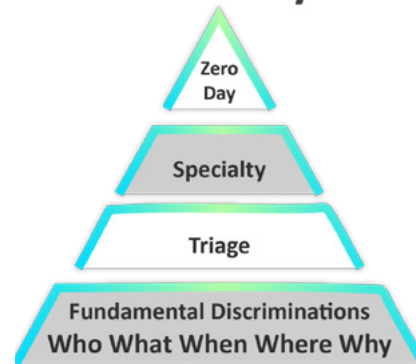 Zero
Day
Specialty
Triage
Fundamental Discriminations
Who What When Where Why